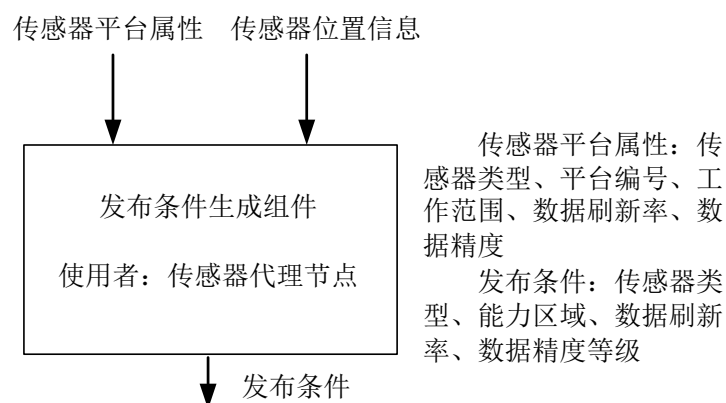 传感器平台属性 传感器位置信息
发布条件生成组件
使用者：传感器代理节点
发布条件
传感器平台属性：传
感器类型、平台编号、工
作范围、数据刷新率、数
据精度
发布条件：传感器类
型、能力区域、数据刷新
率、数据精度等级